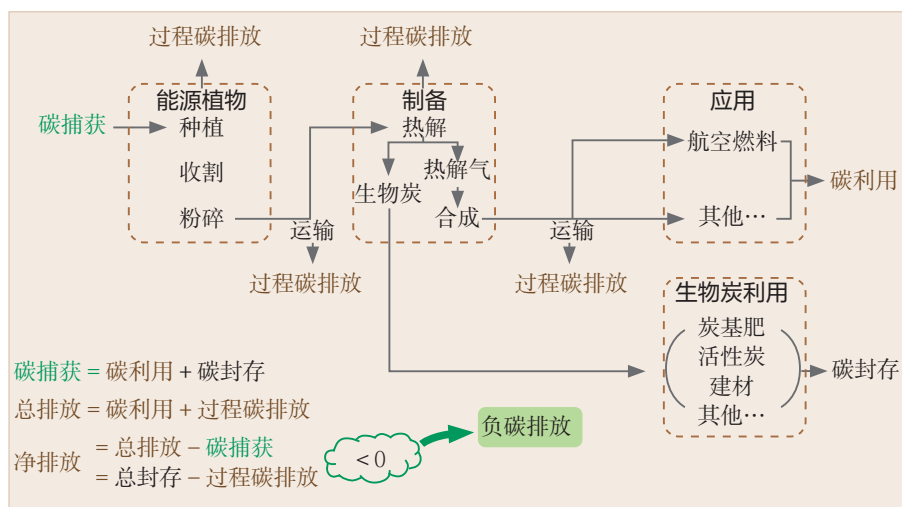 过程碳排放
过程碳排放
能源植物
制备
应用
碳捕获
种植
热解
航空燃料
收割
热解气
生物炭
碳利用
粉碎
合成
其他…
运输
运输
过程碳排放
过程碳排放
生物炭利用
炭基肥
活性炭
建材
其他…
碳封存
碳捕获 = 碳利用 + 碳封存
总排放 = 碳利用 + 过程碳排放
净排放
= 总排放 − 碳捕获
= 总封存 − 过程碳排放
< 0
负碳排放